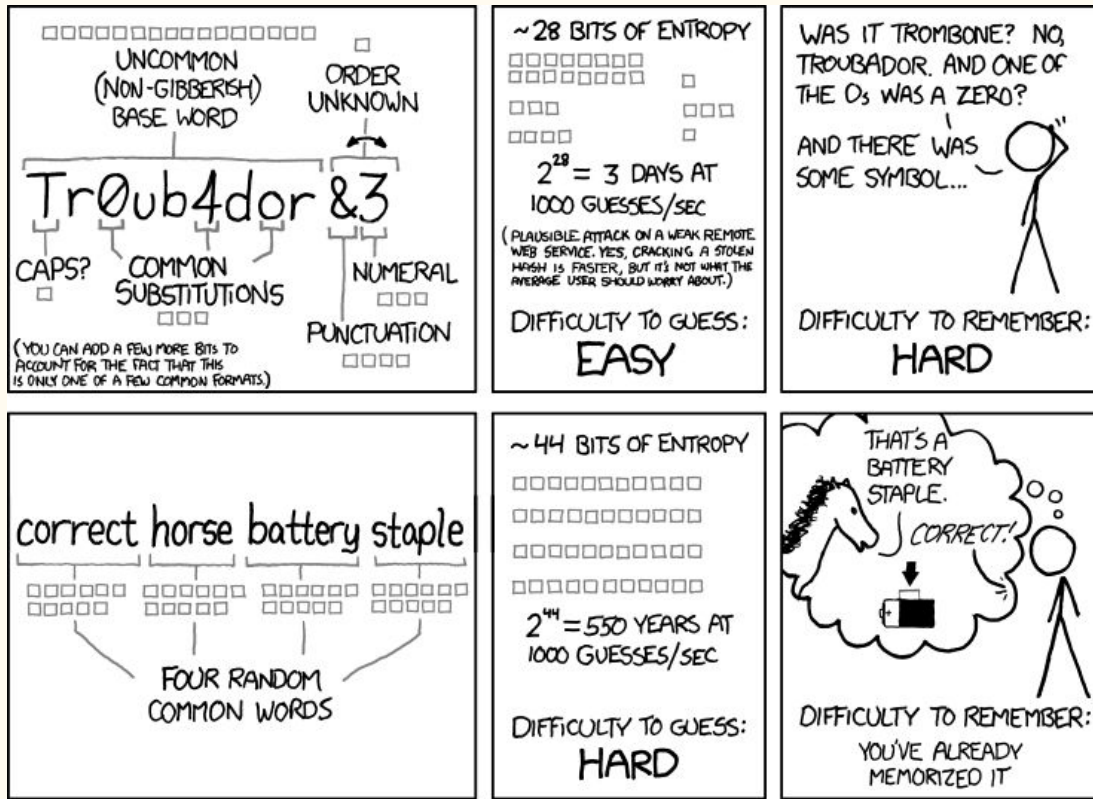 UNCOMMON
(NON-GIBBERISH)
BASE WORD
ORDER
UNKNOWN
Tr0ub4dor &3
CAPS?
COMMON
SUBSTITUTIONS
NUMERAL
PUNCTUATION
(YOU CAN ADD A FEW MORE BITS TO
ACCOUNT FOR THE FACT THAT THIS
IS ONLY ONE OF A FEW COMMON FORMATS.)
~28 BITS OF ENTROPY
2²⁸ = 3 DAYS AT
1000 GUESSES/SEC
(PLAUSIBLE ATTACK ON A WEAK REMOTE
WEB SERVICE. YES, CRACKING A STOLEN
HASH IS FASTER, BUT IT'S NOT WHAT THE
AVERAGE USER SHOULD WORRY ABOUT.)
DIFFICULTY TO GUESS:
EASY
WAS IT TROMBONE? NO,
TROUBADOR. AND ONE OF
THE Os WAS A ZERO?
AND THERE WAS
SOME SYMBOL...
DIFFICULTY TO REMEMBER:
HARD
correct horse battery staple
FOUR RANDOM
COMMON WORDS
~44 BITS OF ENTROPY
2⁴⁴ = 550 YEARS AT
1000 GUESSES/SEC
DIFFICULTY TO GUESS:
HARD
THAT'S A
BATTERY
STAPLE.
CORRECT!
DIFFICULTY TO REMEMBER:
YOU'VE ALREADY
MEMORIZED IT